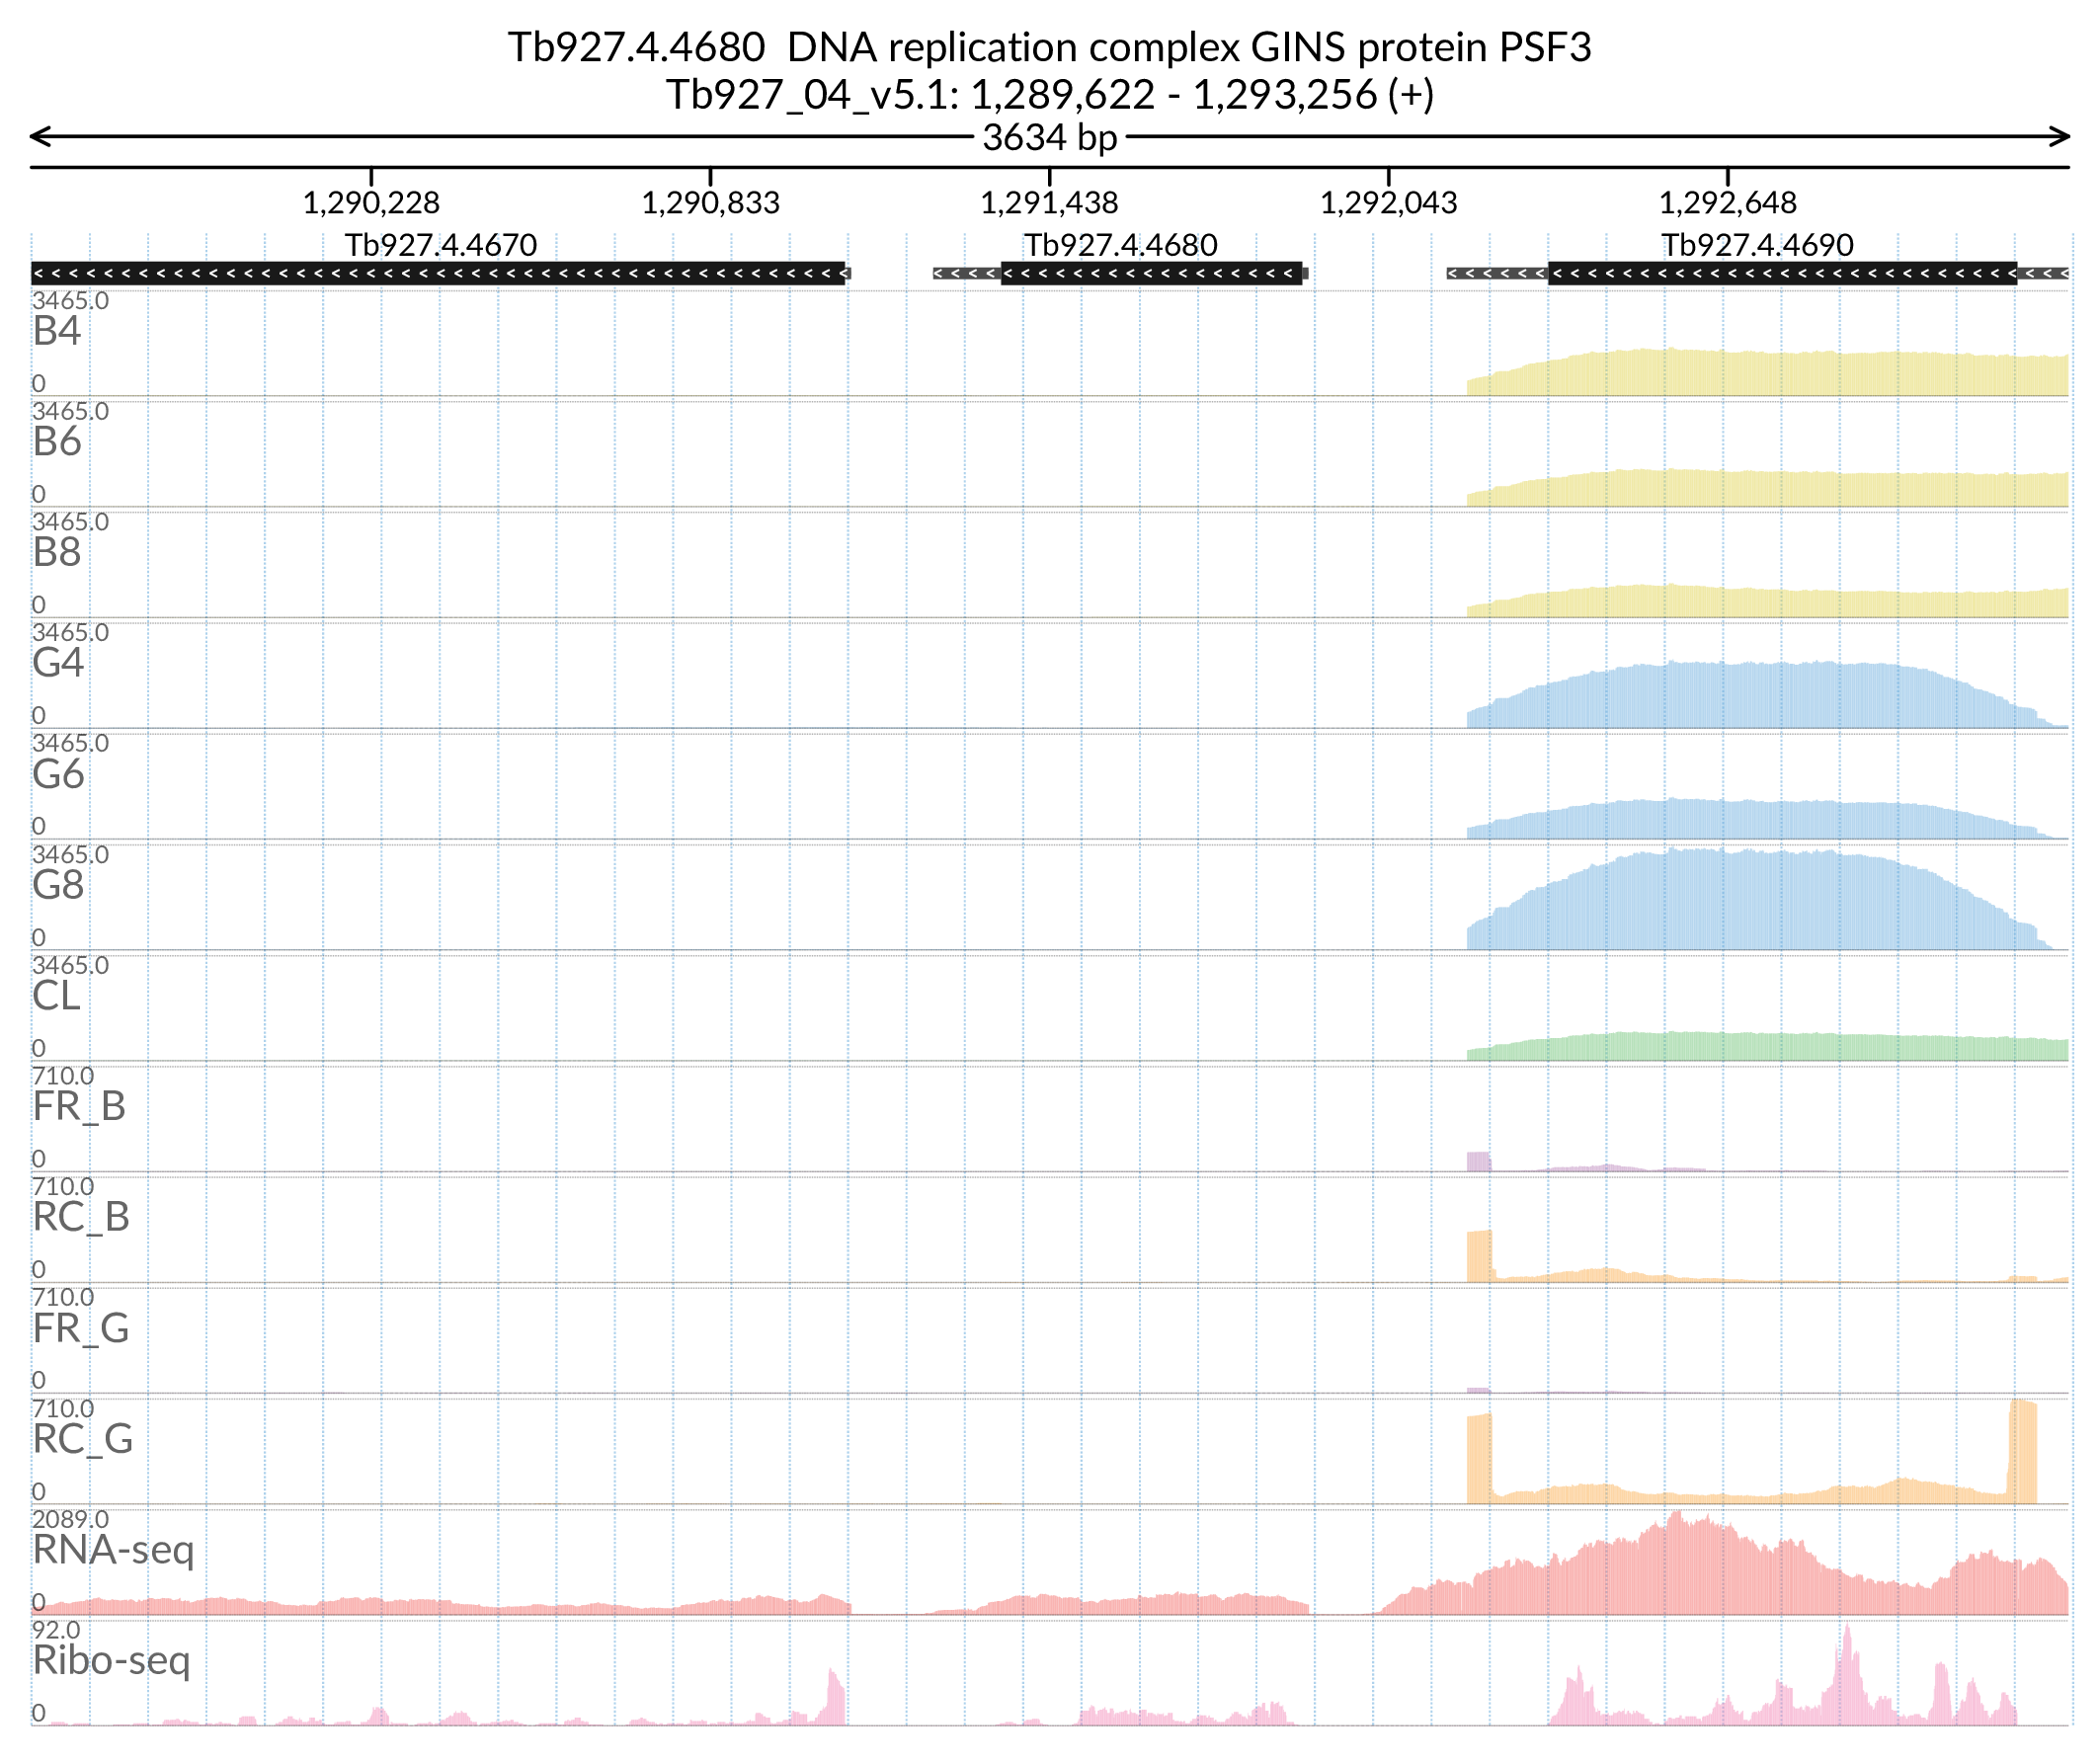 Tb927.4.4680  DNA replication complex GINS protein PSF3
Tb927_04_v5.1: 1,289,622 - 1,293,256 (+)
3634 bp
1,290,228 1,290,833 1,291,438 1,292,043 1,292,648
Tb927.4.4670 Tb927.4.4680 Tb927.4.4690
3465.0
B4
0
3465.0
B6
0
3465.0
B8
0
3465.0
G4
0
3465.0
G6
0
3465.0
G8
0
3465.0
CL
0
710.0
FR_B
0
710.0
RC_B
0
710.0
FR_G
0
710.0
RC_G
0
2089.0
RNA-seq
0
92.0
Ribo-seq
0